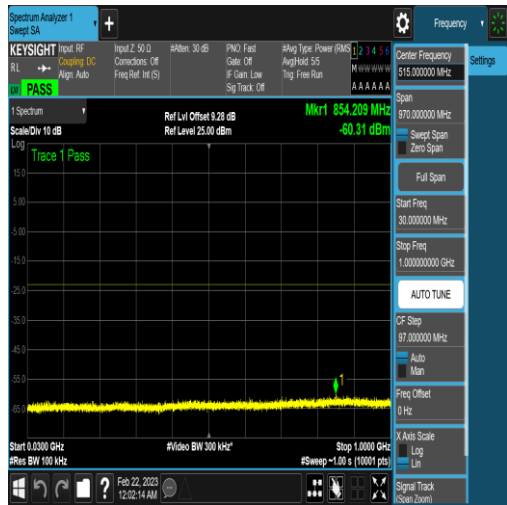 Spectrum Analyzer 1
Swept SA
Frequency
KEYSIGHT
RL
PASS
Input: RF
Coupling: DC
Align: Auto
Input Z: 50 Ω
Corrections: Off
Freq Ref: Int (S)
#Atten: 30 dB
PNO: Fast
Gate: Off
IF Gain: Low
Sig Track: Off
#Avg Type: Power (RMS
Avg|Hold: 5/5
Trig: Free Run
1 2 3 4 5 6
M W W W W W
A A A A A A
1 Spectrum
Scale/Div 10 dB
Ref Lvl Offset 9.28 dB
Ref Level 25.00 dBm
Mkr1 854.209 MHz
-60.31 dBm
Log
Trace 1 Pass
15.0
5.00
-5.00
-15.0
-25.0
-35.0
-45.0
-55.0
-65.0
1
Start 0.0300 GHz
#Res BW 100 kHz
#Video BW 300 kHz*
Stop 1.0000 GHz
#Sweep ~1.00 s (10001 pts)
Feb 22, 2023
12:02:14 AM
Center Frequency
515.000000 MHz
Span
970.000000 MHz
Swept Span
Zero Span
Full Span
Start Freq
30.000000 MHz
Stop Freq
1.000000000 GHz
AUTO TUNE
CF Step
97.000000 MHz
Auto
Man
Freq Offset
0 Hz
X Axis Scale
Log
Lin
Signal Track
(Span Zoom)
Settings